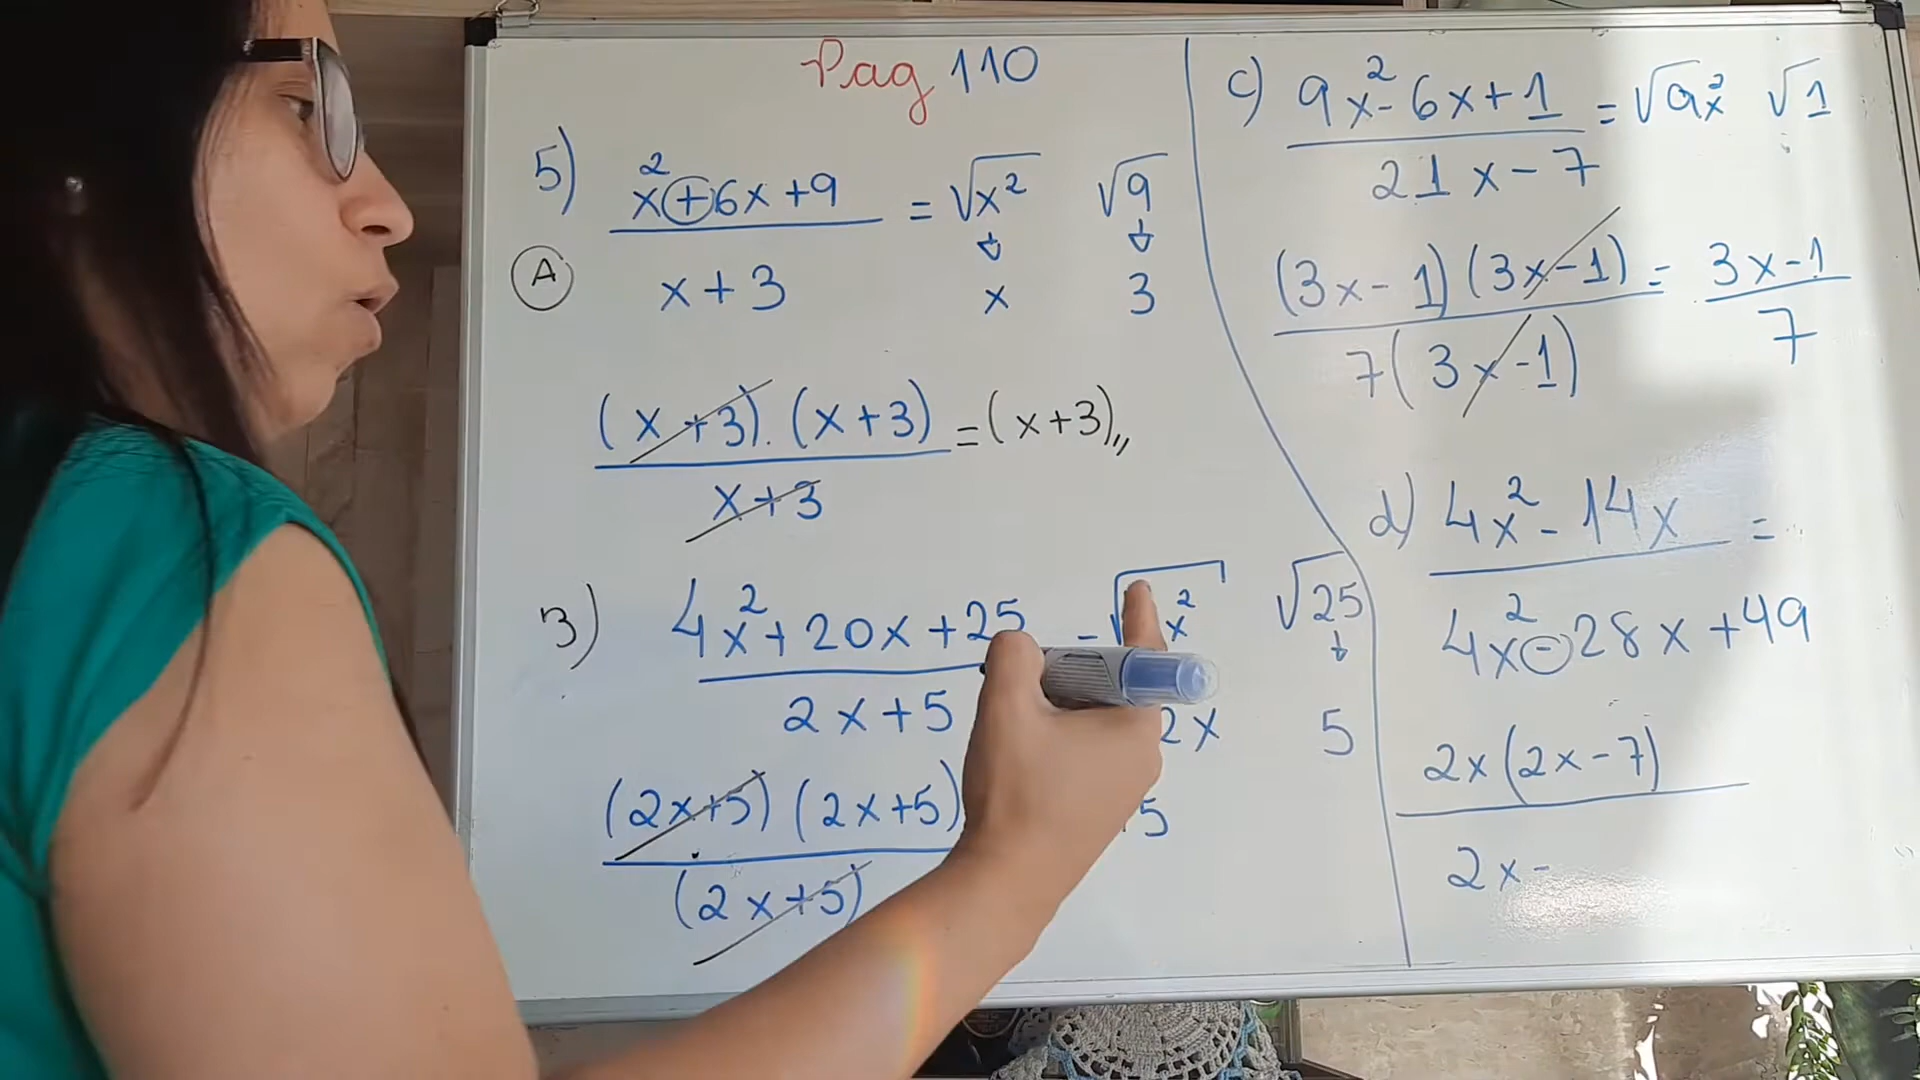 Pag 110
5) x²+6x+9 = √x² √9
A x+3 x 3
(x+3).(x+3) = (x+3),,
x+3
3) 4x²+20x+25 √ x² √25
2x+5 2x 5
(2x+5) (2x+5) 5
(2x+5)
c) 9x²-6x+1 = √9x² √1
21x-7
(3x-1)(3x-1) = 3x-1
7(3x-1) 7
d) 4x²-14x =
4x²-28x+49
2x(2x-7)
2x-